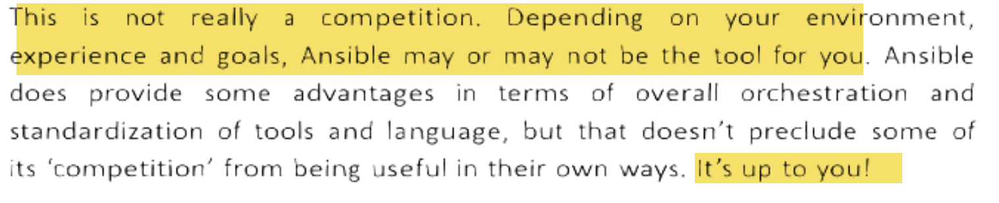 This is not really a competition. Depending on your environment,
experience and goals, Ansible may or may not be the tool for you. Ansible
does provide some advantages in terms of overall orchestration and
standardization of tools and language, but that doesn’t preclude some of
its ‘competition’ from being useful in their own ways. It’s up to you!